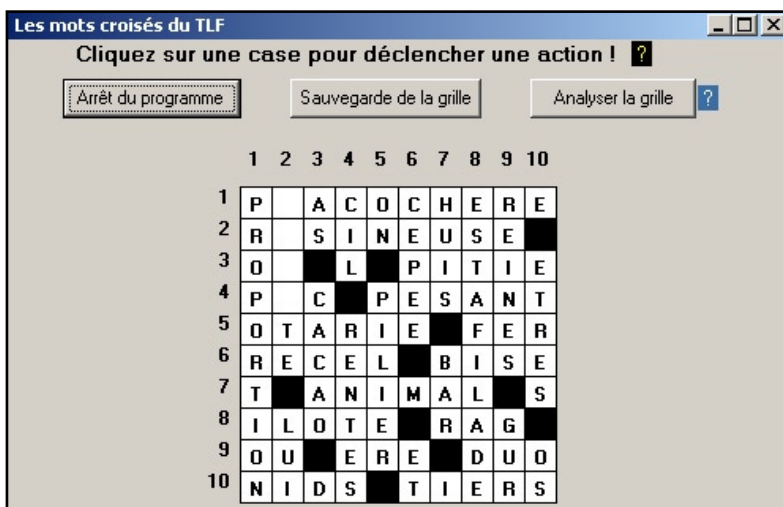 Les mots croisés du TLF
Cliquez sur une case pour déclencher une action ! ?
Arrêt du programme Sauvegarde de la grille Analyser la grille ?
1 2 3 4 5 6 7 8 9 10
1 P A C O C H E R E
2 R S I N E U S E
3 O L P I T I E
4 P C P E S A N T
5 O T A R I E F E R
6 R E C E L B I S E
7 T A N I M A L S
8 I L O T E R A G
9 O U E R E D U O
10 N I D S T I E R S